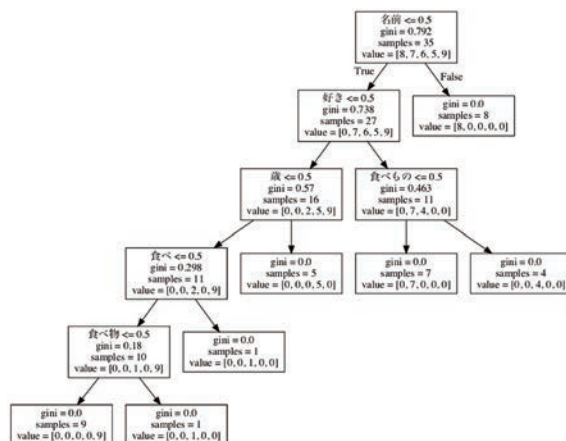 名前 <= 0.5
gini = 0.792
samples = 35
value = [8, 7, 6, 5, 9]
True
False
好き <= 0.5
gini = 0.738
samples = 27
value = [0, 7, 6, 5, 9]
gini = 0.0
samples = 8
value = [8, 0, 0, 0, 0]
歳 <= 0.5
gini = 0.57
samples = 16
value = [0, 0, 2, 5, 9]
食べもの <= 0.5
gini = 0.463
samples = 11
value = [0, 7, 4, 0, 0]
食べ <= 0.5
gini = 0.298
samples = 11
value = [0, 0, 2, 0, 9]
gini = 0.0
samples = 5
value = [0, 0, 0, 5, 0]
gini = 0.0
samples = 7
value = [0, 7, 0, 0, 0]
gini = 0.0
samples = 4
value = [0, 0, 4, 0, 0]
食べ物 <= 0.5
gini = 0.18
samples = 10
value = [0, 0, 1, 0, 9]
gini = 0.0
samples = 1
value = [0, 0, 1, 0, 0]
gini = 0.0
samples = 9
value = [0, 0, 0, 0, 9]
gini = 0.0
samples = 1
value = [0, 0, 1, 0, 0]